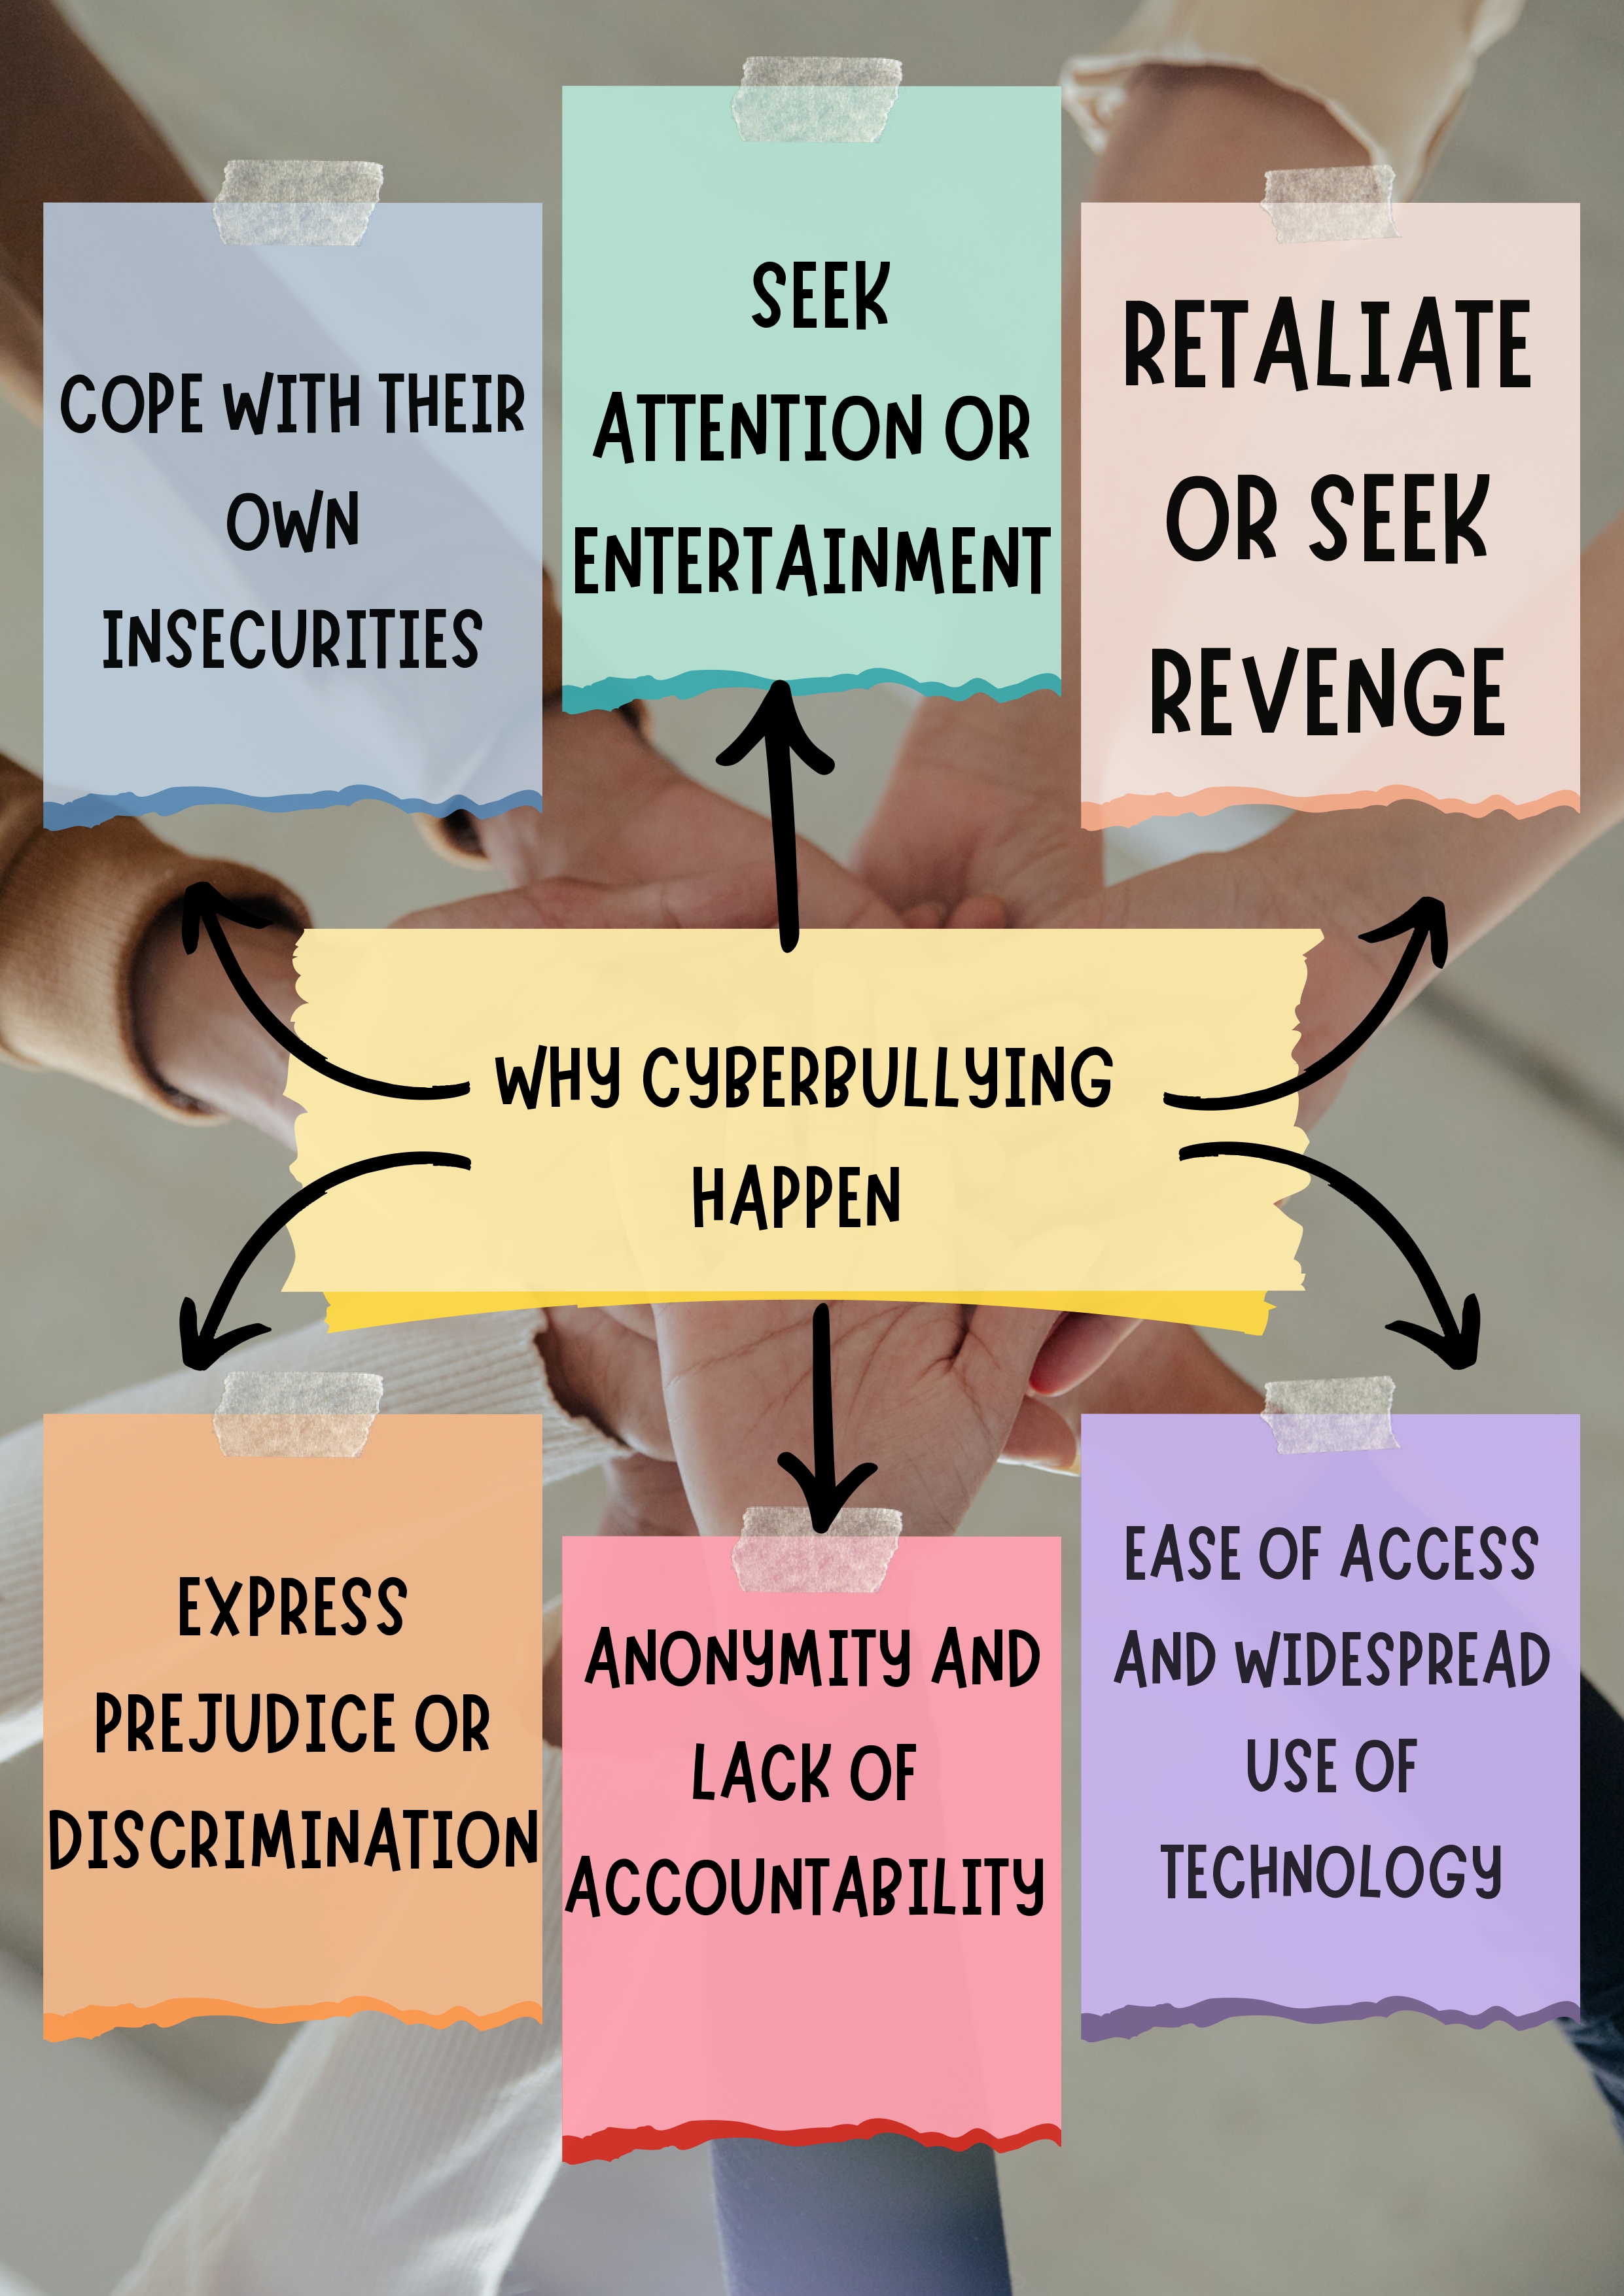 COPE WITH THEIR
OWN
INSECURITIES
SEEK
ATTENTION OR
ENTERTAINMENT
RETALIATE
OR SEEK
REVENGE
WHY CYBERBULLYING
HAPPEN
EXPRESS
PREJUDICE OR
DISCRIMINATION
ANONYMITY AND
LACK OF
ACCOUNTABILITY
EASE OF ACCESS
AND WIDESPREAD
USE OF
TECHNOLOGY